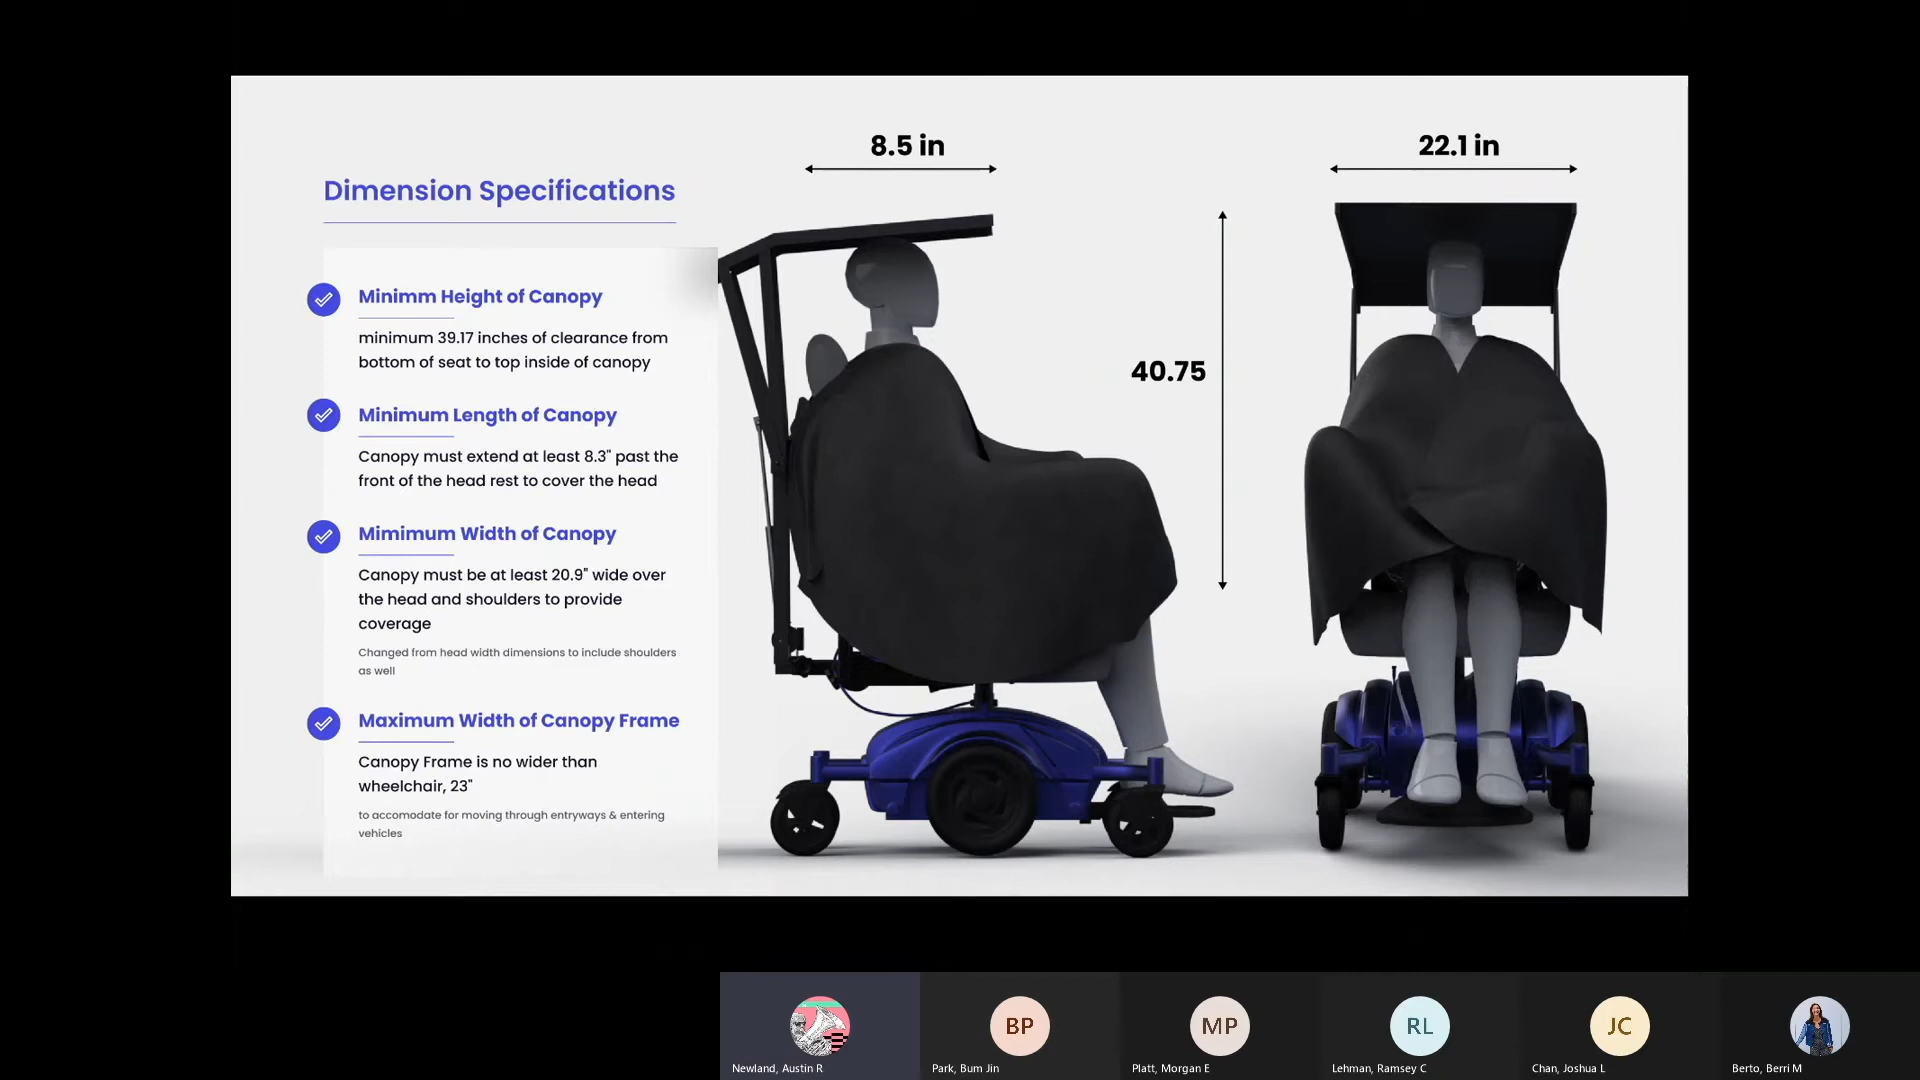 8.5 in
22.1 in
Dimension Specifications
40.75
Minimm Height of Canopy
minimum 39.17 inches of clearance from
bottom of seat to top inside of canopy
Minimum Length of Canopy
Canopy must extend at least 8.3" past the
front of the head rest to cover the head
Mimimum Width of Canopy
Canopy must be at least 20.9" wide over
the head and shoulders to provide
coverage
Changed from head width dimensions to include shoulders
as well
Maximum Width of Canopy Frame
Canopy Frame is no wider than
wheelchair, 23"
to accomodate for moving through entryways & entering
vehicles
BP
MP
RL
JC
Newland, Austin R
Park, Bum Jin
Platt, Morgan E
Lehman, Ramsey C
Chan, Joshua L
Berto, Berri M